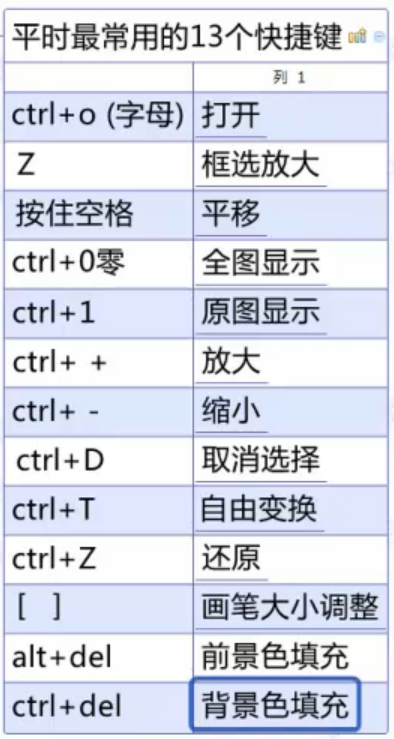 平时最常用的13个快捷键
列 1
ctrl+o (字母) 打开
Z 框选放大
按住空格 平移
ctrl+0零 全图显示
ctrl+1 原图显示
ctrl+ + 放大
ctrl+ - 缩小
ctrl+D 取消选择
ctrl+T 自由变换
ctrl+Z 还原
[ ] 画笔大小调整
alt+del 前景色填充
ctrl+del 背景色填充